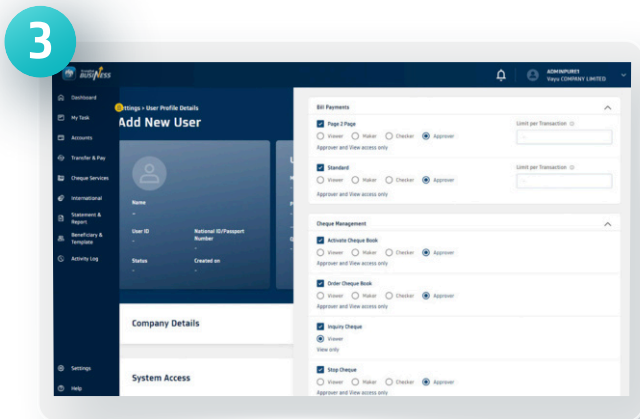 3
BUSINESS
ADMINPURE1
Vayu COMPANY LIMITED
Dashboard
My Task
Accounts
Transfer & Pay
Cheque Services
International
Statement & Report
Beneficiary & Template
Activity Log
Settings
Help
ttings > User Profile Details
Add New User
Name
-
User ID
-
National ID/Passport
Number
-
Status
-
Created on
-
Company Details
System Access
Bill Payments
Page 2 Page
Limit per Transaction
Viewer Maker Checker Approver
Approver and View access only
Standard
Limit per Transaction
Viewer Maker Checker Approver
Approver and View access only
Cheque Management
Activate Cheque Book
Viewer Maker Checker Approver
Approver and View access only
Order Cheque Book
Viewer Maker Checker Approver
Approver and View access only
Inquiry Cheque
Viewer
View only
Stop Cheque
Viewer Maker Checker Approver
Approver and View access only